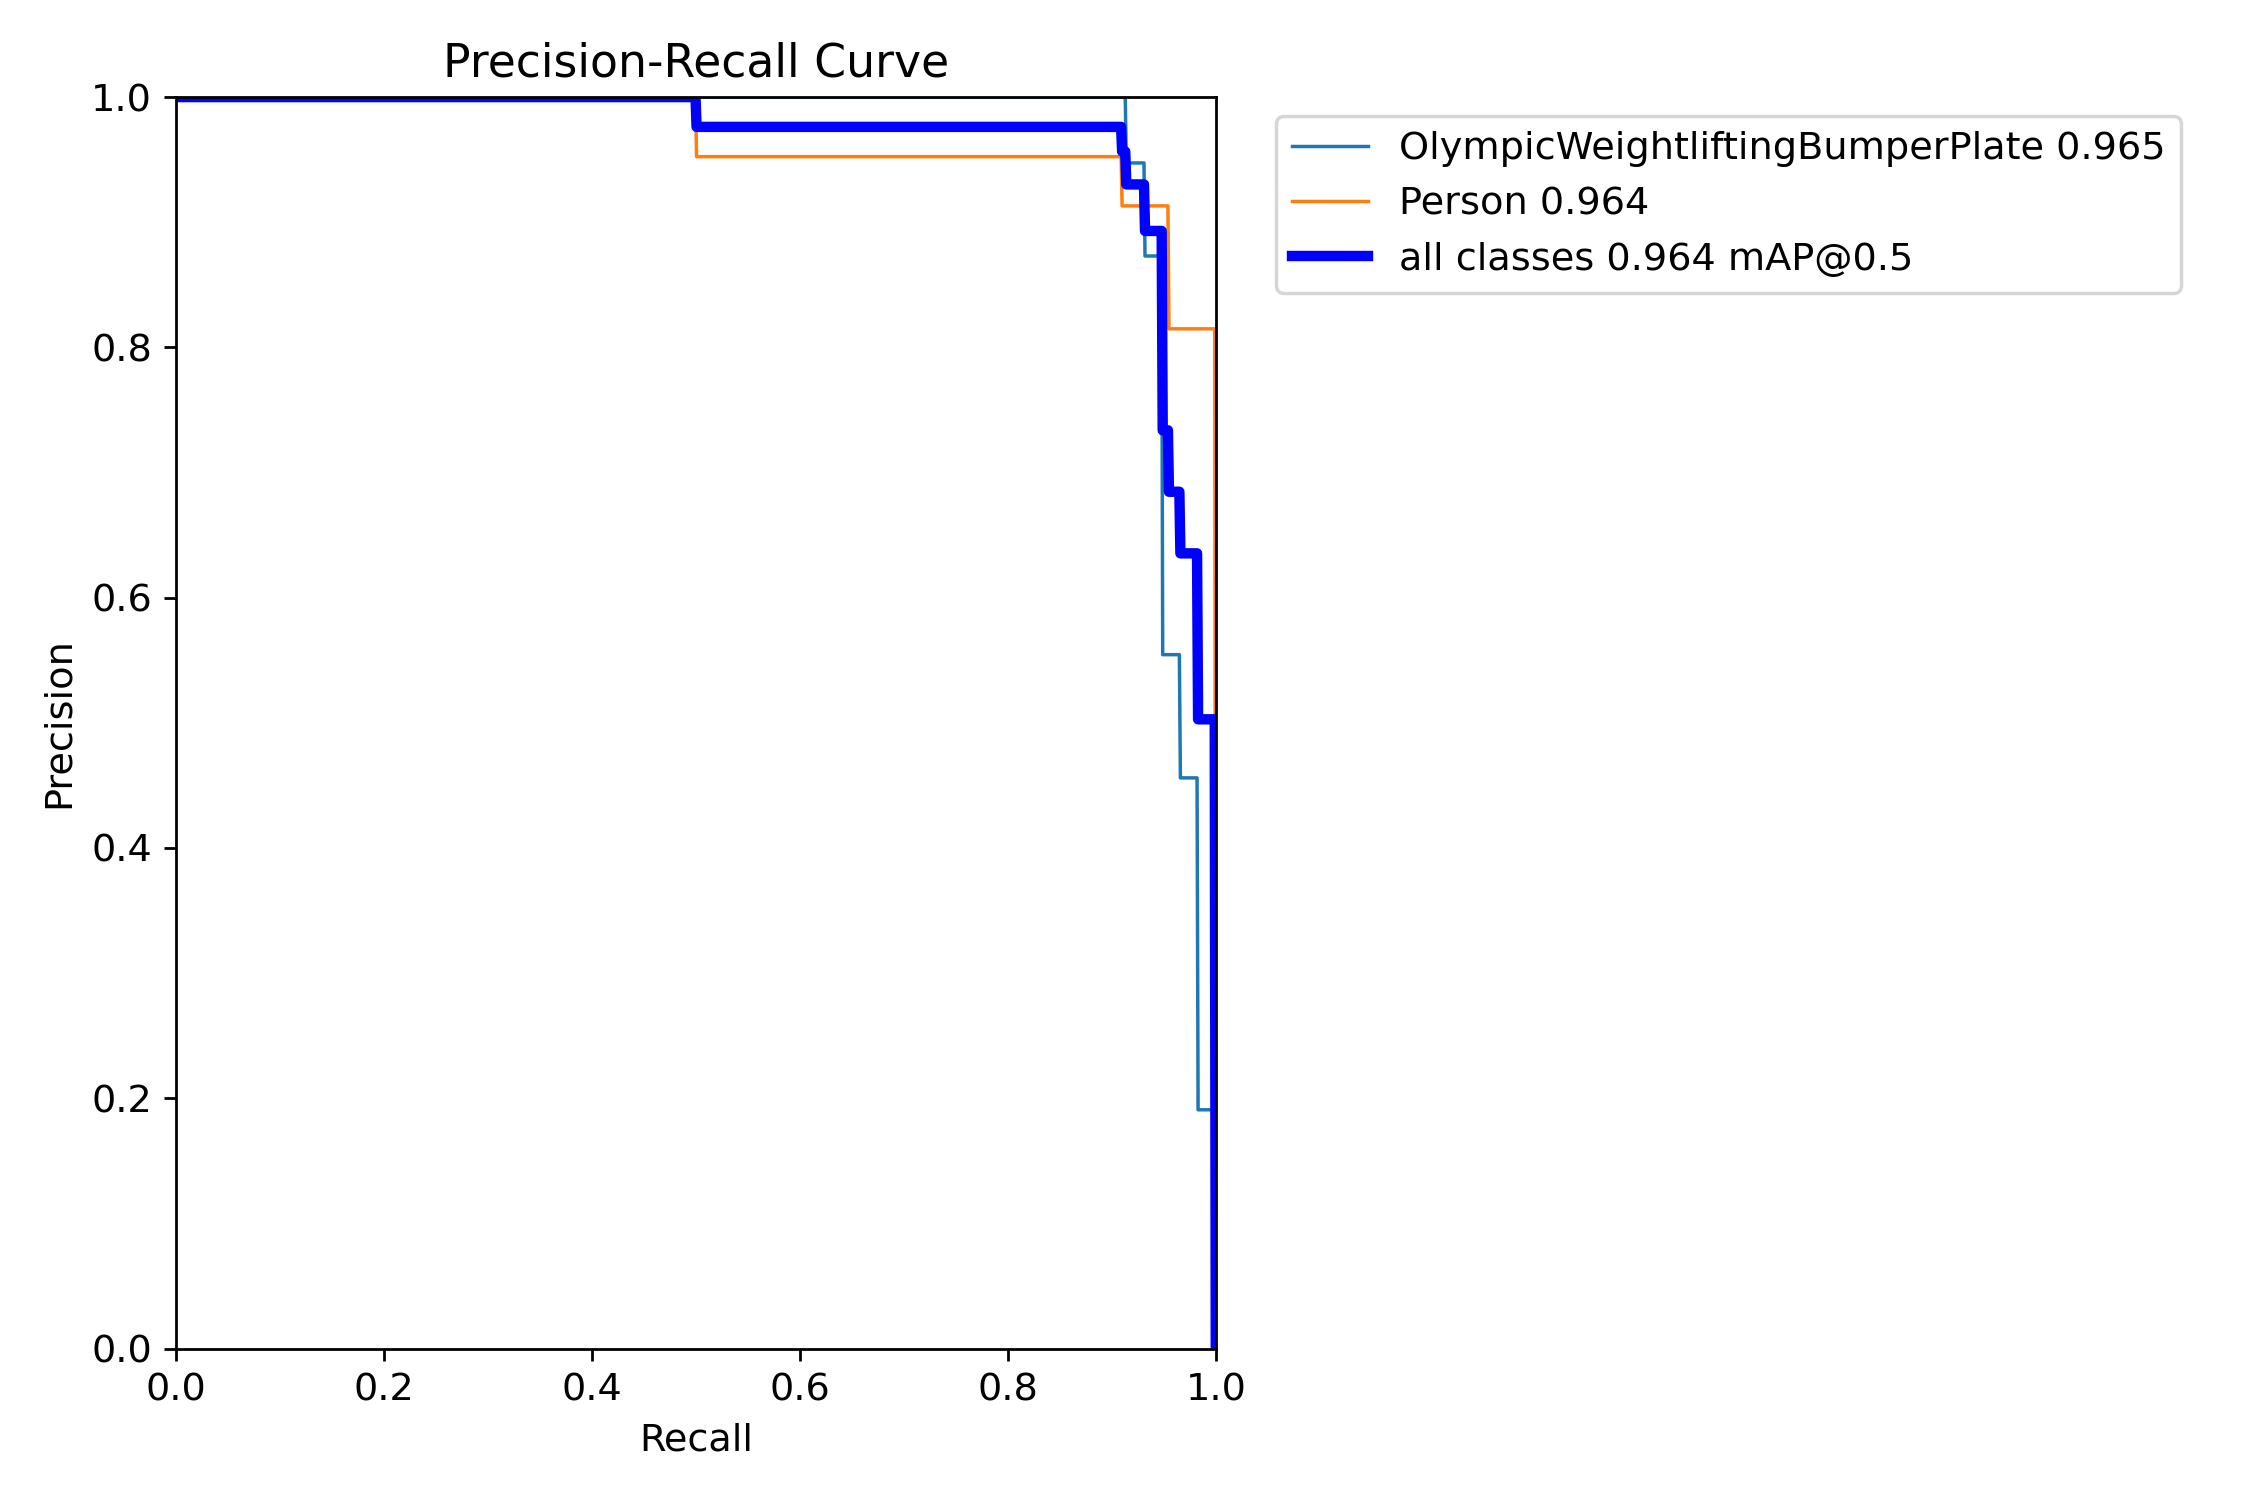 Precision-Recall Curve
1.0
0.8
0.6
0.4
0.2
0.0
Precision
0.0 0.2 0.4 0.6 0.8 1.0
Recall
OlympicWeightliftingBumperPlate 0.965
Person 0.964
all classes 0.964 mAP@0.5